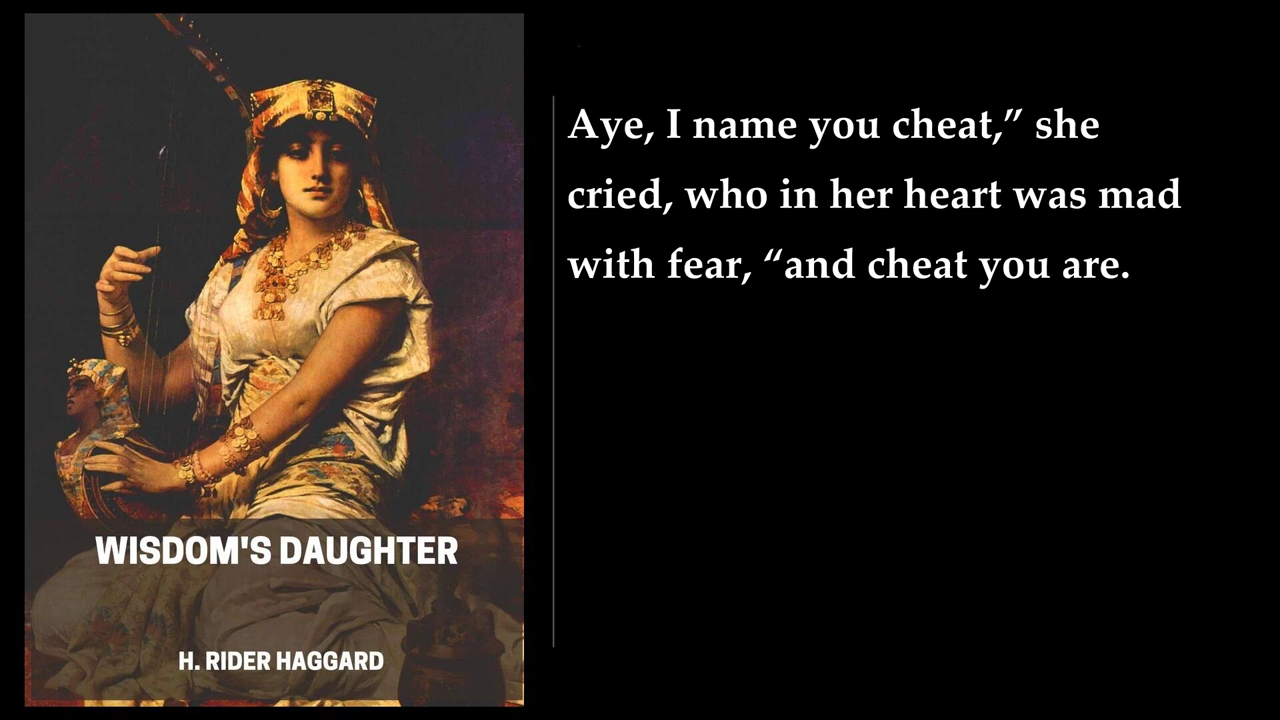 WISDOM'S DAUGHTER
H. RIDER HAGGARD
Aye, I name you cheat,” she
cried, who in her heart was mad
with fear, “and cheat you are.